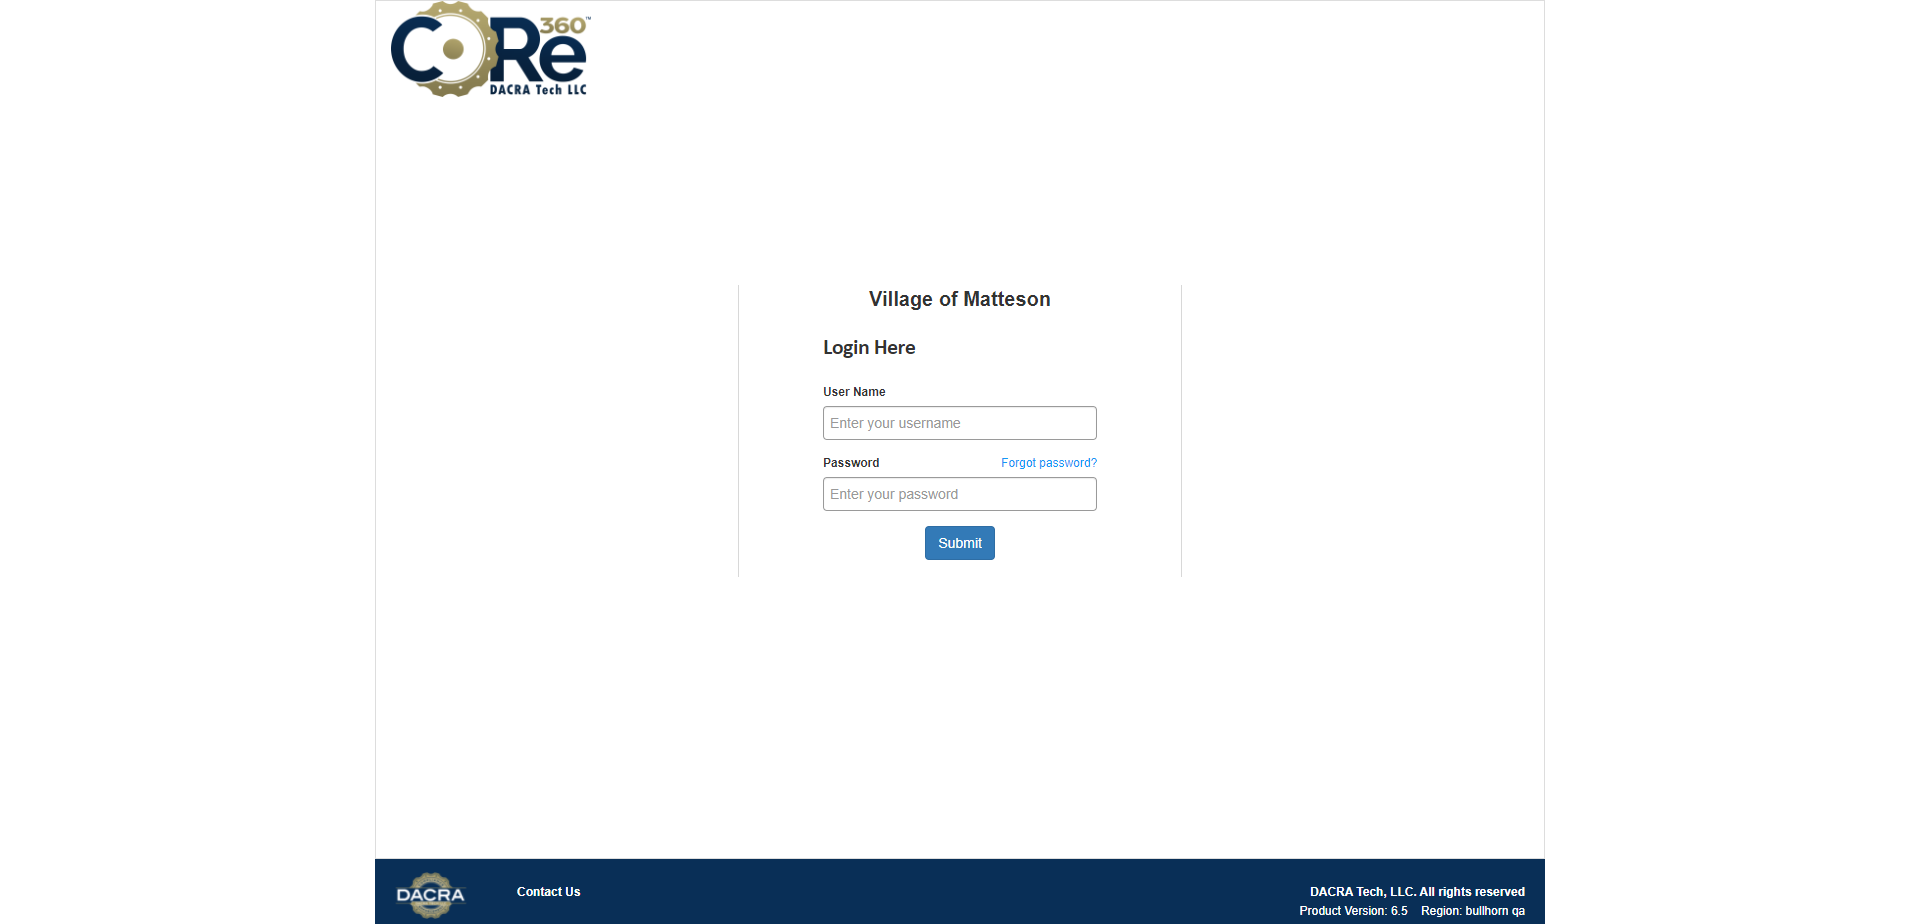 CoRe 360™
DACRA Tech LLC
Village of Matteson
Login Here
User Name
Enter your username
Password Forgot password?
Enter your password
Submit
DACRA
Contact Us
DACRA Tech, LLC. All rights reserved
Product Version: 6.5 Region: bullhorn qa